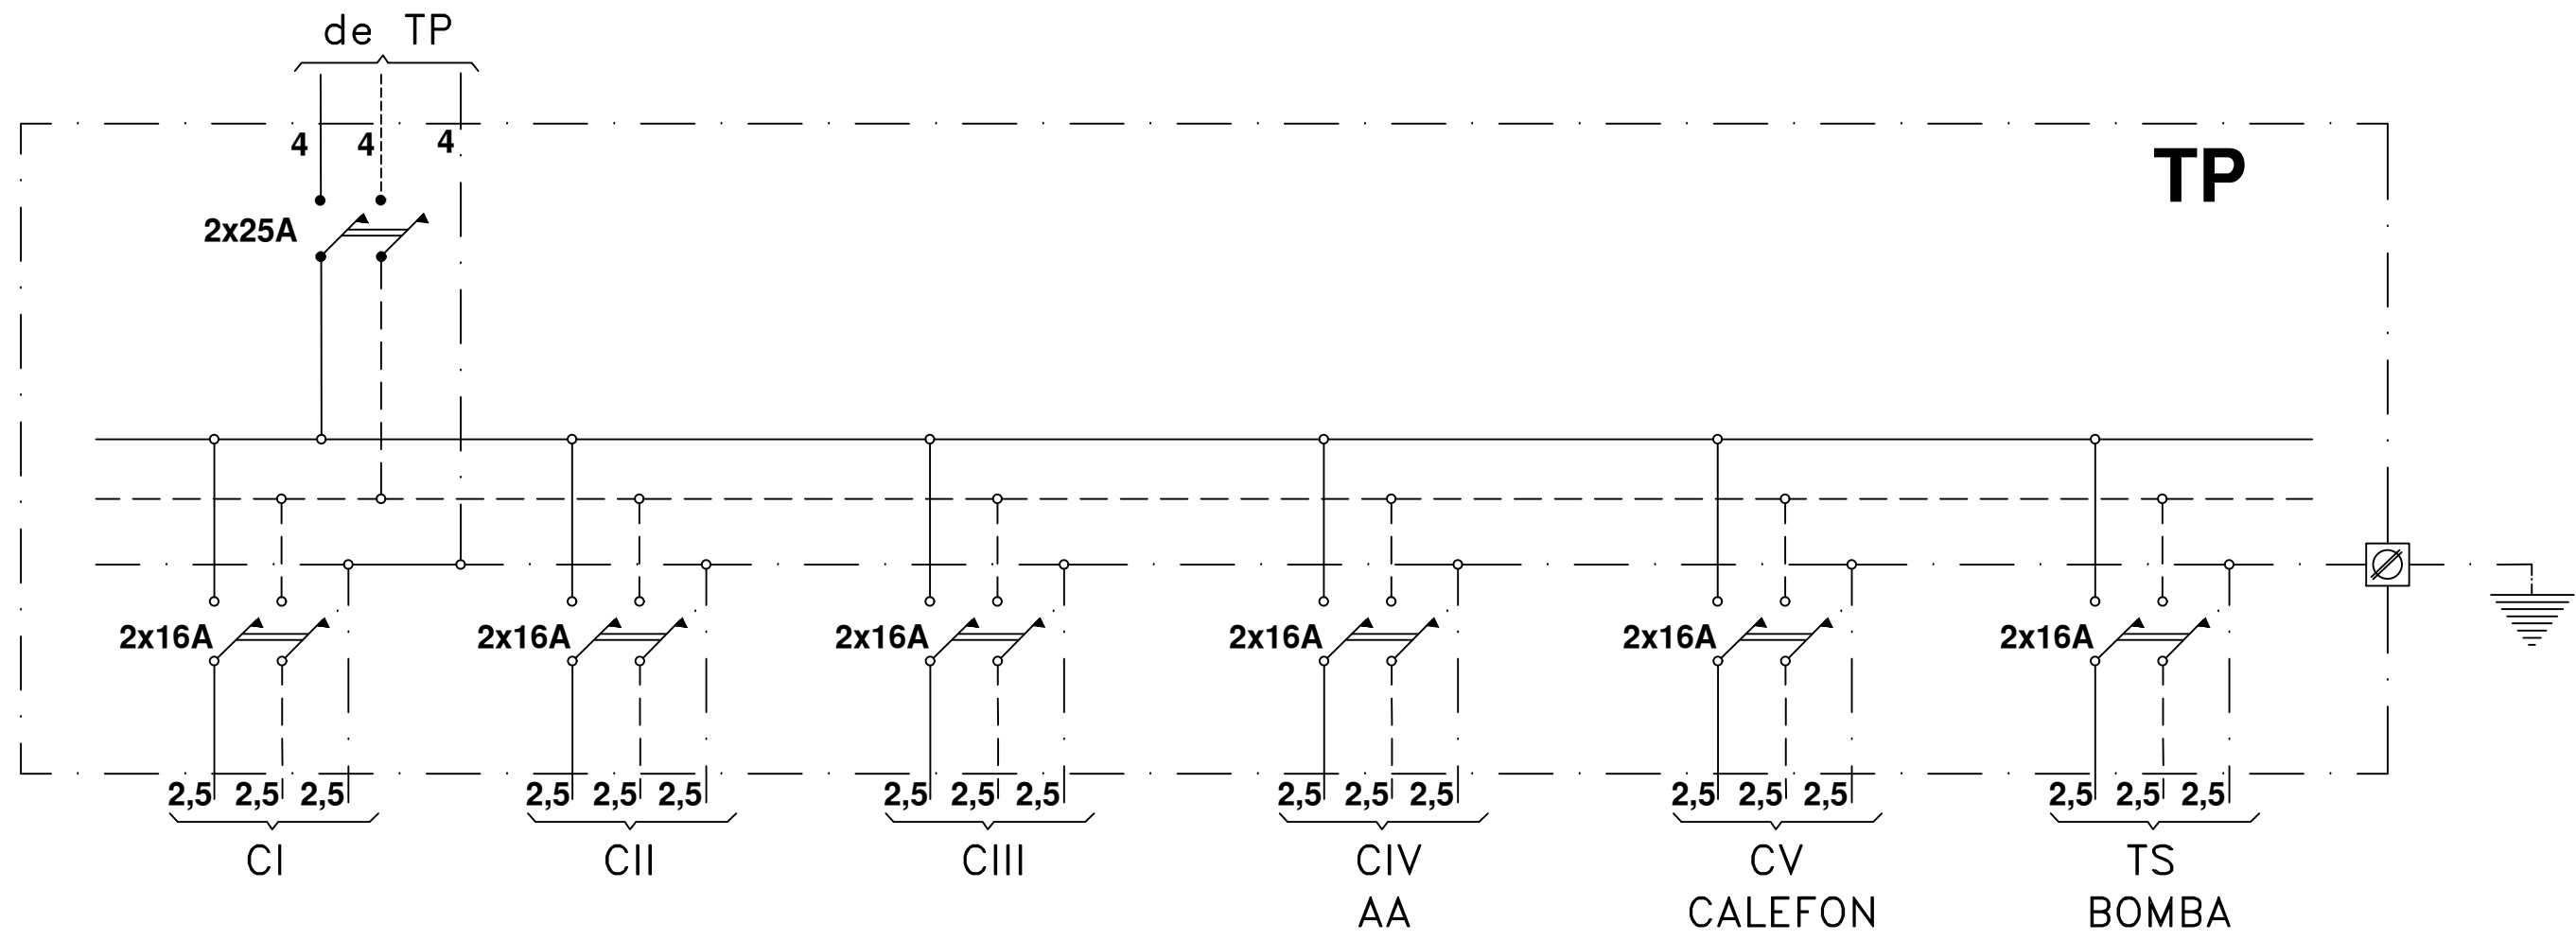 de TP
4 4 4
TP
2x25A
2x16A 2x16A 2x16A 2x16A 2x16A 2x16A
2,5 2,5 2,5 2,5 2,5 2,5 2,5 2,5 2,5 2,5 2,5 2,5 2,5 2,5 2,5 2,5 2,5 2,5
CI CII CIII CIV CV TS
AA CALEFON BOMBA